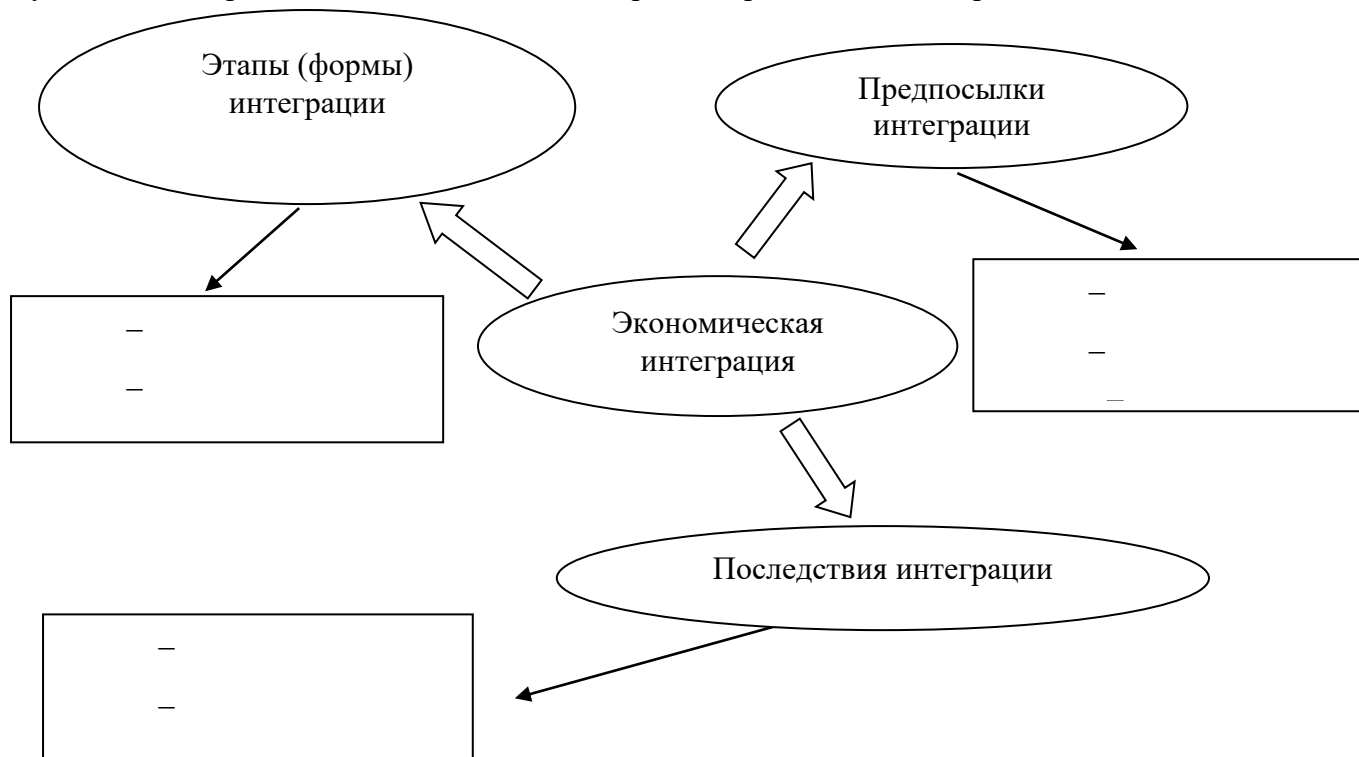 Этапы (формы)
интеграции
Предпосылки
интеграции
–
–
–
–
–
Экономическая
интеграция
Последствия интеграции
–
–